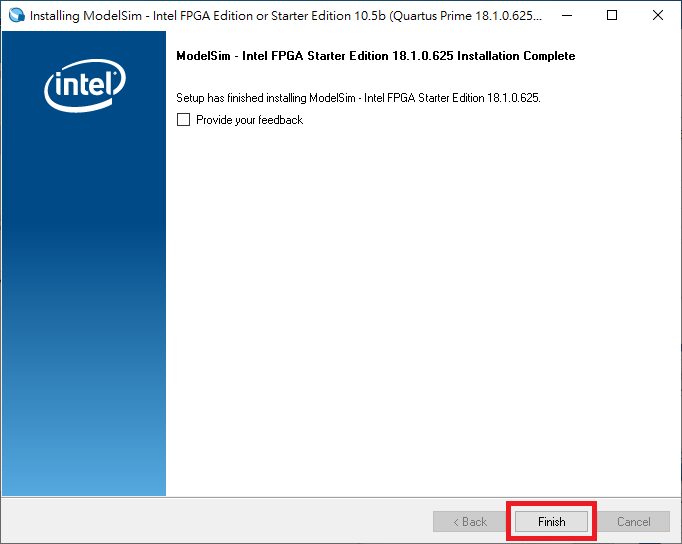 Installing ModelSim - Intel FPGA Edition or Starter Edition 10.5b (Quartus Prime 18.1.0.625...
intel
ModelSim - Intel FPGA Starter Edition 18.1.0.625 Installation Complete
Setup has finished installing ModelSim - Intel FPGA Starter Edition 18.1.0.625.
Provide your feedback
< Back Finish Cancel